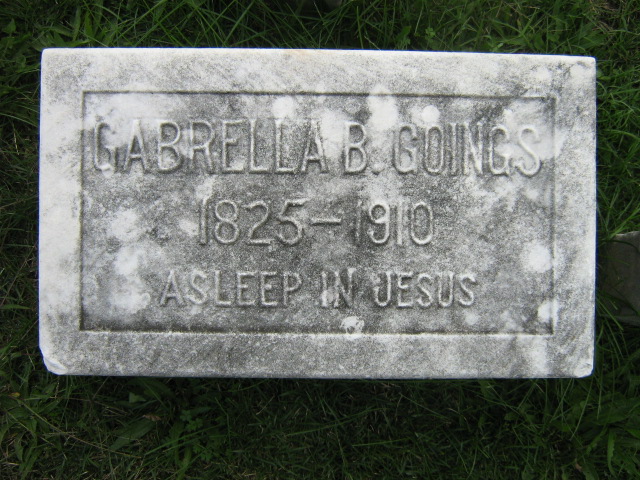 GABRELLA B. GOINGS
1825-1910
ASLEEP IN JESUS